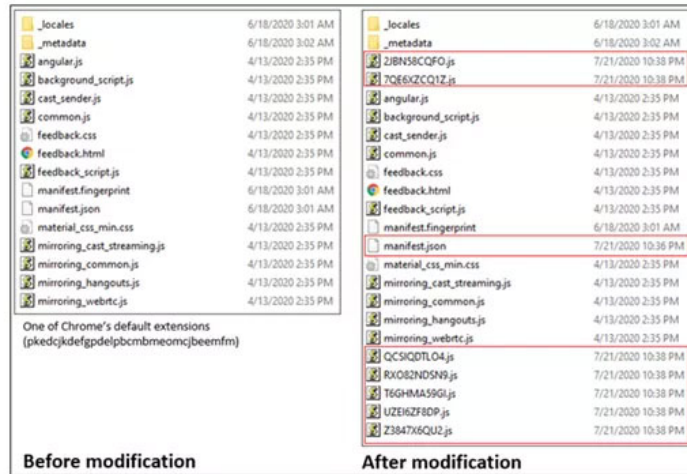 _locales 6/18/2020 3:01 AM
_metadata 6/18/2020 3:02 AM
angular.js 4/13/2020 2:35 PM
background_script.js 4/13/2020 2:35 PM
cast_sender.js 4/13/2020 2:35 PM
common.js 4/13/2020 2:35 PM
feedback.css 4/13/2020 2:35 PM
feedback.html 4/13/2020 2:35 PM
feedback_script.js 4/13/2020 2:35 PM
manifest.fingerprint 6/18/2020 3:01 AM
manifest.json 6/18/2020 3:01 AM
material_css_min.css 4/13/2020 2:35 PM
mirroring_cast_streaming.js 4/13/2020 2:35 PM
mirroring_common.js 4/13/2020 2:35 PM
mirroring_hangouts.js 4/13/2020 2:35 PM
mirroring_webrtc.js 4/13/2020 2:35 PM
One of Chrome's default extensions
(pkedcjkdefgpdelpbcmbmeomcjbeemfm)
Before modification
_locales 6/18/2020 3:01 AM
_metadata 6/18/2020 3:02 AM
2JBN58CQFO.js 7/21/2020 10:38 PM
7QE6XZCQ1Z.js 7/21/2020 10:38 PM
angular.js 4/13/2020 2:35 PM
background_script.js 4/13/2020 2:35 PM
cast_sender.js 4/13/2020 2:35 PM
common.js 4/13/2020 2:35 PM
feedback.css 4/13/2020 2:35 PM
feedback.html 4/13/2020 2:35 PM
feedback_script.js 4/13/2020 2:35 PM
manifest.fingerprint 6/18/2020 3:01 AM
manifest.json 7/21/2020 10:36 PM
material_css_min.css 4/13/2020 2:35 PM
mirroring_cast_streaming.js 4/13/2020 2:35 PM
mirroring_common.js 4/13/2020 2:35 PM
mirroring_hangouts.js 4/13/2020 2:35 PM
mirroring_webrtc.js 4/13/2020 2:35 PM
QCSIQDTLO4.js 7/21/2020 10:38 PM
RXO82NDSN9.js 7/21/2020 10:38 PM
T6GHMA59GI.js 7/21/2020 10:38 PM
UZEI6ZF8DP.js 7/21/2020 10:38 PM
Z3847X6QU2.js 7/21/2020 10:38 PM
After modification